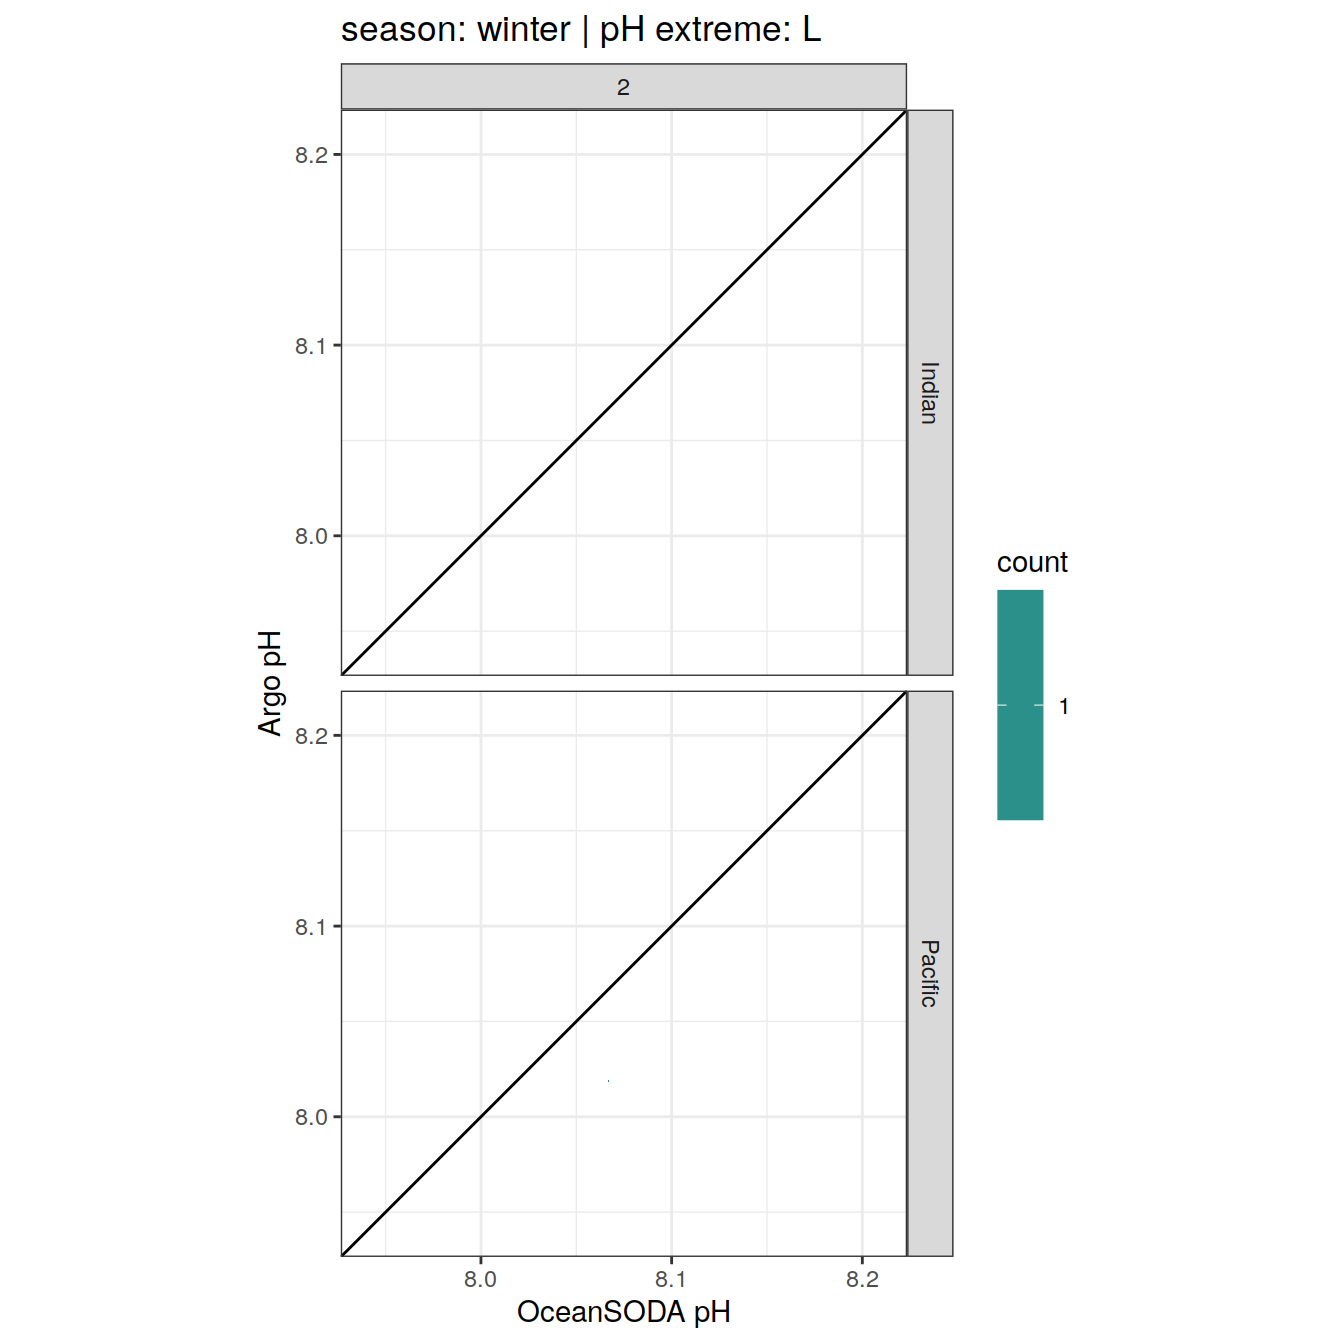 season: winter | pH extreme: L
2
8.2
8.1
8.0
Indian
Argo pH
8.2
8.1
8.0
Pacific
8.0 8.1 8.2
OceanSODA pH
count
1